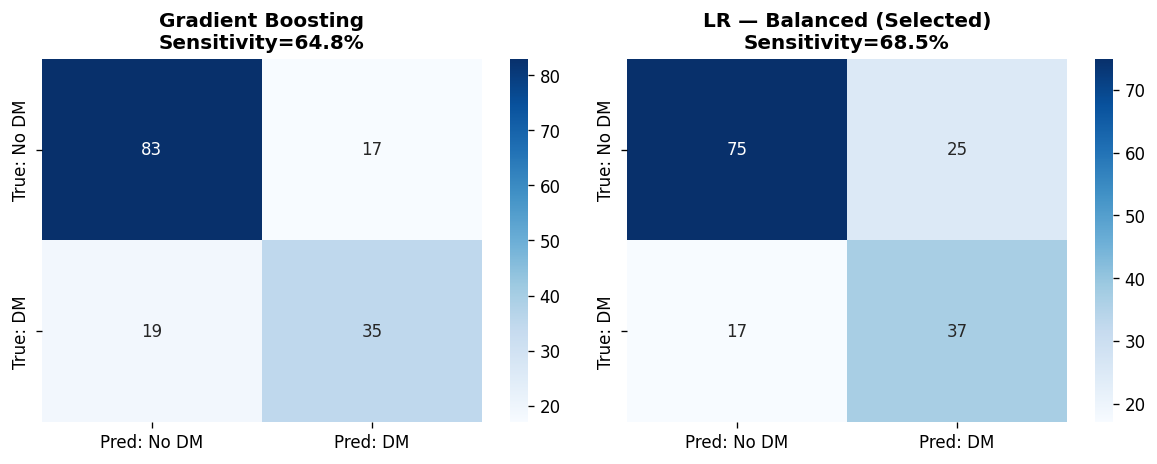 Gradient Boosting
Sensitivity=64.8%
True: No DM
83
17
True: DM
19
35
Pred: No DM
Pred: DM
80
70
60
50
40
30
20
LR — Balanced (Selected)
Sensitivity=68.5%
True: No DM
75
25
True: DM
17
37
Pred: No DM
Pred: DM
70
60
50
40
30
20